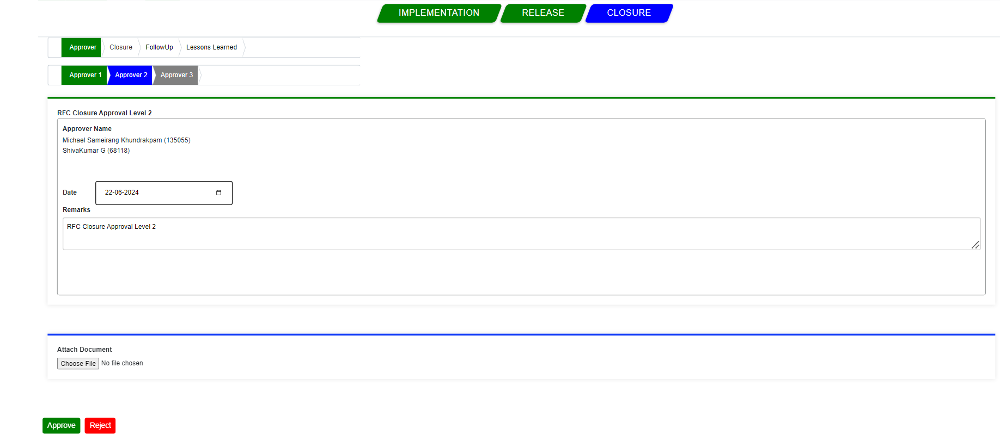 IMPLEMENTATION RELEASE CLOSURE
Approver Closure FollowUp Lessons Learned
Approver 1 Approver 2 Approver 3
RFC Closure Approval Level 2
Approver Name
Michael Sameirang Khundrakpam (135055)
ShivaKumar G (68118)
Date 22-06-2024
Remarks
RFC Closure Approval Level 2
Attach Document
Choose File No file chosen
Approve Reject